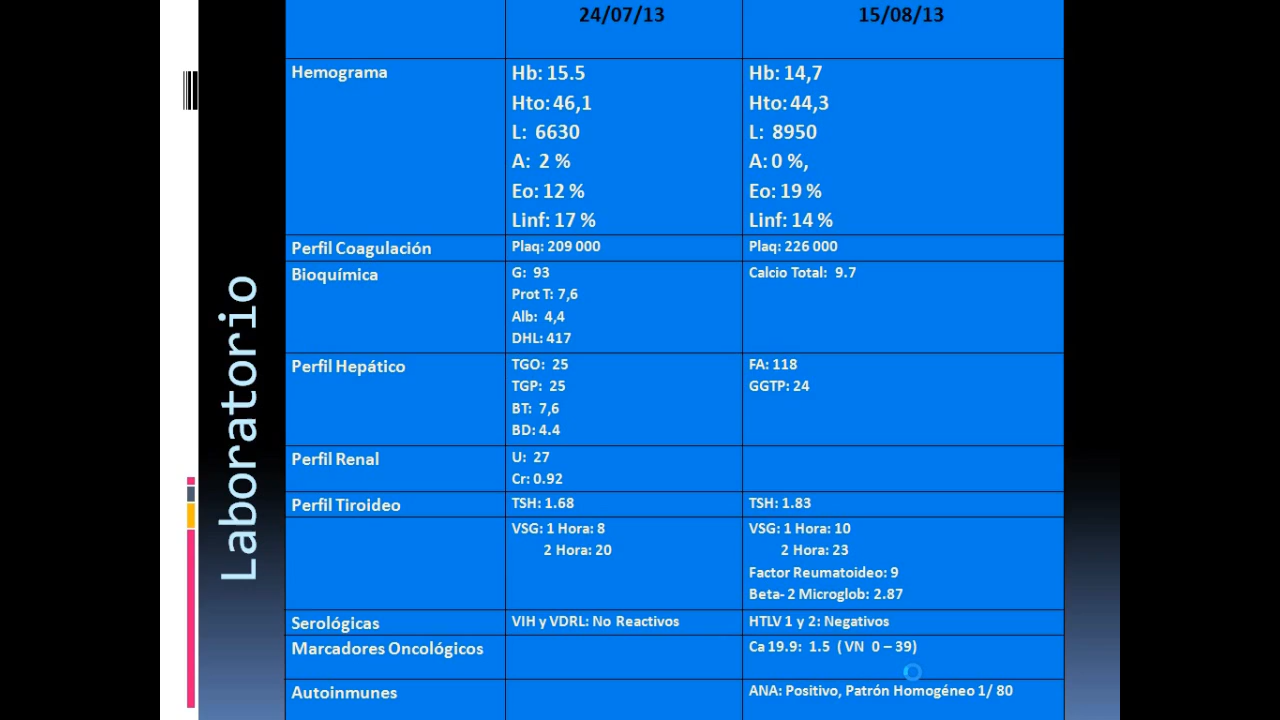 Laboratorio
24/07/13 15/08/13
Hemograma
Hb: 15.5
Hto: 46,1
L: 6630
A: 2 %
Eo: 12 %
Linf: 17 %
Hb: 14,7
Hto: 44,3
L: 8950
A: 0 %,
Eo: 19 %
Linf: 14 %
Perfil Coagulación
Plaq: 209 000
Plaq: 226 000
Bioquímica
G: 93
Prot T: 7,6
Alb: 4,4
DHL: 417
Calcio Total: 9.7
Perfil Hepático
TGO: 25
TGP: 25
BT: 7,6
BD: 4.4
FA: 118
GGTP: 24
Perfil Renal
U: 27
Cr: 0.92
Perfil Tiroideo
TSH: 1.68
TSH: 1.83
VSG: 1 Hora: 8
2 Hora: 20
VSG: 1 Hora: 10
2 Hora: 23
Factor Reumatoideo: 9
Beta- 2 Microglob: 2.87
Serológicas
VIH y VDRL: No Reactivos
HTLV 1 y 2: Negativos
Marcadores Oncológicos
Ca 19.9: 1.5 ( VN 0 – 39)
Autoinmunes
ANA: Positivo, Patrón Homogéneo 1/ 80